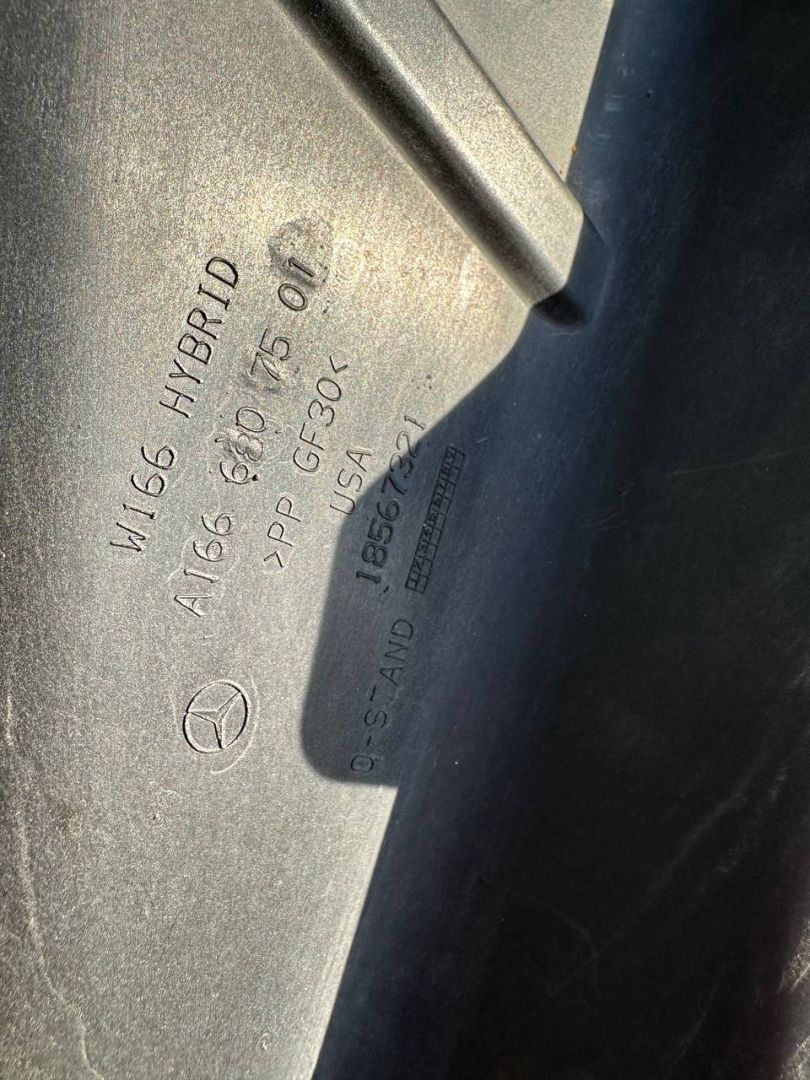 W166 HYBRID
A166 680 75 01
>PP GF30<
USA
18567321
Q-STAND